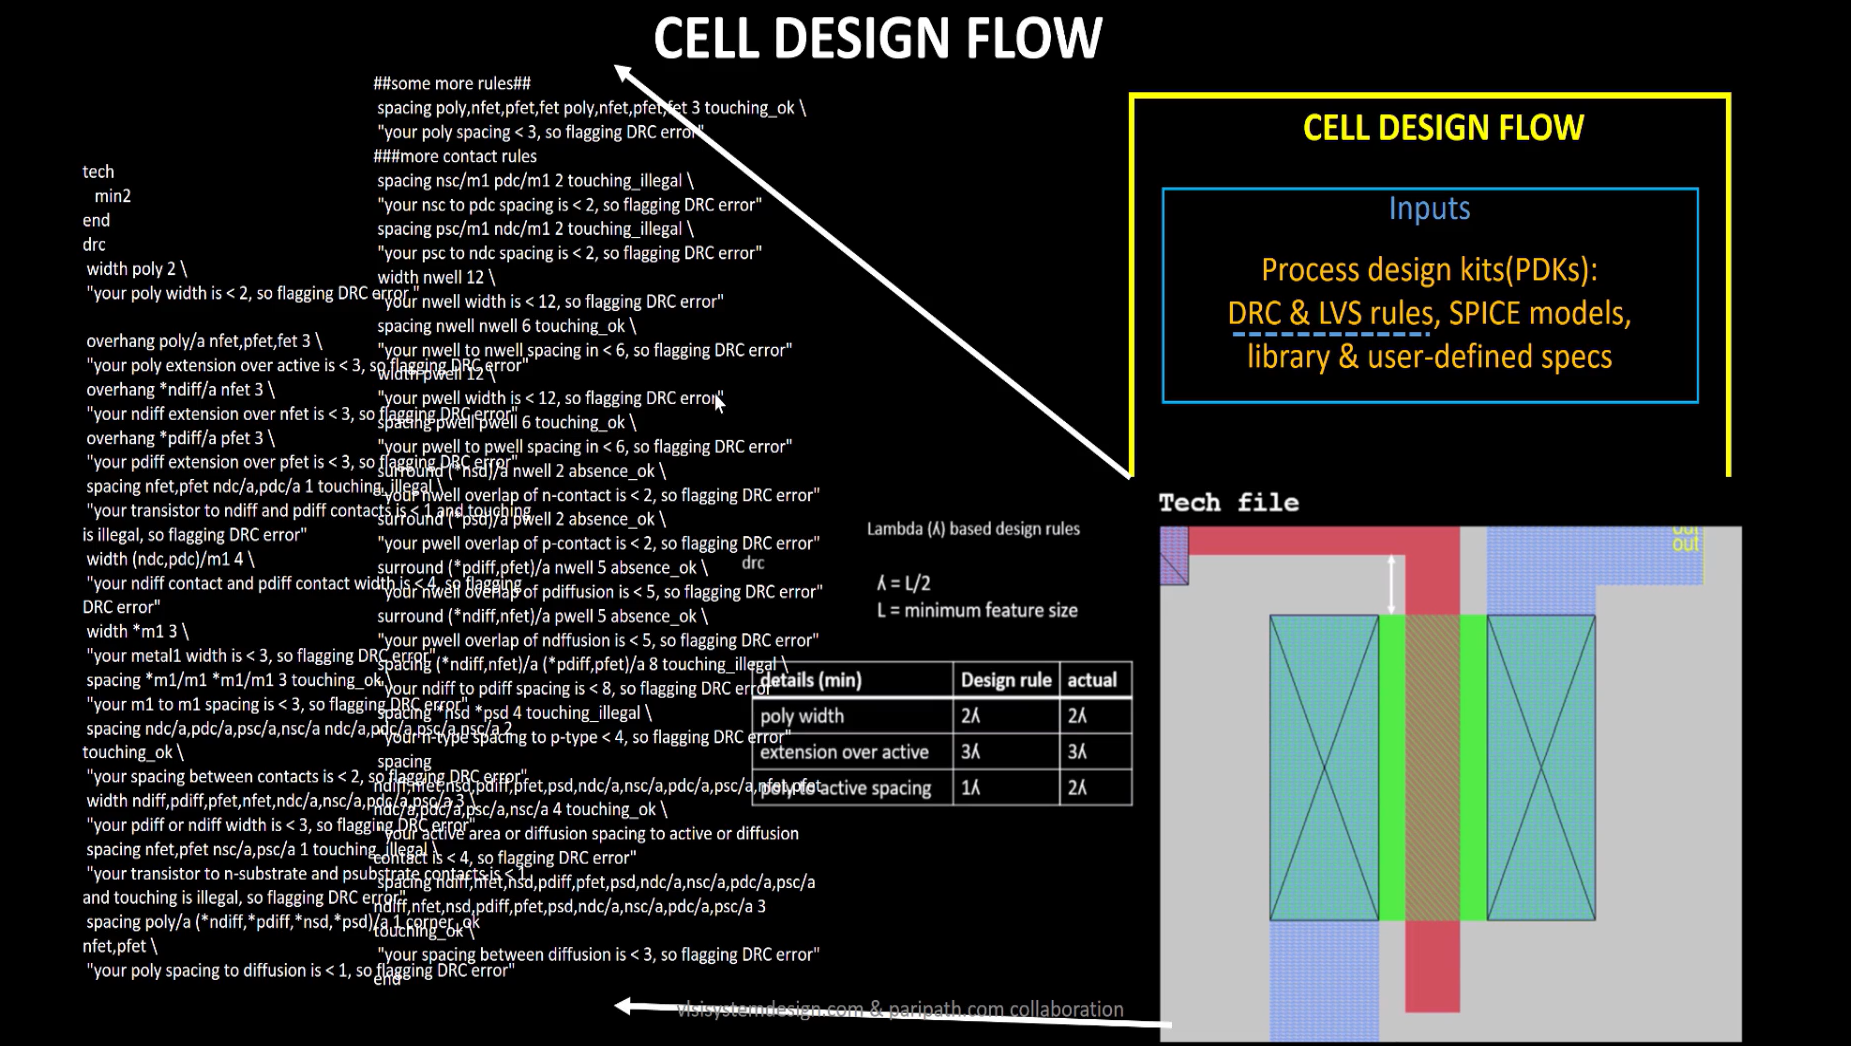 CELL DESIGN FLOW
tech
min2
end
drc
width poly 2 \
"your poly width is < 2, so flagging DRC error "
overhang poly/a nfet,pfet,fet 3 \
"your poly extension over active is < 3, so flagging DRC error"
overhang *ndiff/a nfet 3 \
"your ndiff extension over nfet is < 3, so flagging DRC error"
overhang *pdiff/a pfet 3 \
"your pdiff extension over pfet is < 3, so flagging DRC error"
spacing nfet,pfet ndc/a,pdc/a 1 touching_illegal \
"your transistor to ndiff and pdiff contacts is < 1 and touching
is illegal, so flagging DRC error"
width (ndc,pdc)/m1 4 \
"your ndiff contact and pdiff contact width is < 4, so flagging
DRC error"
width *m1 3 \
"your metal1 width is < 3, so flagging DRC error"
spacing *m1/m1 *m1/m1 3 touching_ok \
"your m1 to m1 spacing is < 3, so flagging DRC error"
spacing ndc/a,pdc/a,psc/a,nsc/a ndc/a,pdc/a,psc/a,nsc/a 2
touching_ok \
"your spacing between contacts is < 2, so flagging DRC error"
width ndiff,pdiff,pfet,nfet,ndc/a,nsc/a,pdc/a,psc/a 3 \
"your pdiff or ndiff width is < 3, so flagging DRC error"
spacing nfet,pfet nsc/a,psc/a 1 touching_illegal \
"your transistor to n-substrate and psubstrate contacts is < 1
and touching is illegal, so flagging DRC error"
spacing poly/a (*ndiff,*pdiff,*nsd,*psd)/a 1 corner_ok
nfet,pfet \
"your poly spacing to diffusion is < 1, so flagging DRC error"
##some more rules##
spacing poly,nfet,pfet,fet poly,nfet,pfet,fet 3 touching_ok \
"your poly spacing < 3, so flagging DRC error"
###more contact rules
spacing nsc/m1 pdc/m1 2 touching_illegal \
"your nsc to pdc spacing is < 2, so flagging DRC error"
spacing psc/m1 ndc/m1 2 touching_illegal \
"your psc to ndc spacing is < 2, so flagging DRC error"
width nwell 12 \
"your nwell width is < 12, so flagging DRC error"
spacing nwell nwell 6 touching_ok \
"your nwell to nwell spacing in < 6, so flagging DRC error"
width pwell 12 \
"your pwell width is < 12, so flagging DRC error"
spacing pwell pwell 6 touching_ok \
"your pwell to pwell spacing in < 6, so flagging DRC error"
surround (*nsd)/a nwell 2 absence_ok \
"your nwell overlap of n-contact is < 2, so flagging DRC error"
surround (*psd)/a pwell 2 absence_ok \
"your pwell overlap of p-contact is < 2, so flagging DRC error"
surround (*pdiff,pfet)/a nwell 5 absence_ok \
"your nwell overlap of pdiffusion is < 5, so flagging DRC error"
surround (*ndiff,nfet)/a pwell 5 absence_ok \
"your pwell overlap of ndffusion is < 5, so flagging DRC error"
spacing (*ndiff,nfet)/a (*pdiff,pfet)/a 8 touching_illegal \
"your ndiff to pdiff spacing is < 8, so flagging DRC error"
spacing *nsd *psd 4 touching_illegal \
"your n-type spacing to p-type < 4, so flagging DRC error"
spacing
ndiff,nfet,nsd,pdiff,pfet,psd,ndc/a,nsc/a,pdc/a,psc/a,nfet,pfet
ndc/a,pdc/a,psc/a,nsc/a 4 touching_ok \
"your active area or diffusion spacing to active or diffusion
contact is < 4, so flagging DRC error"
spacing ndiff,nfet,nsd,pdiff,pfet,psd,ndc/a,nsc/a,pdc/a,psc/a
ndiff,nfet,nsd,pdiff,pfet,psd,ndc/a,nsc/a,pdc/a,psc/a 3
touching_ok \
"your spacing between diffusion is < 3, so flagging DRC error"
end
CELL DESIGN FLOW
Inputs
Process design kits(PDKs):
DRC & LVS rules, SPICE models,
library & user-defined specs
Tech file
out
out
Lambda (ʎ) based design rules
drc
ʎ = L/2
L = minimum feature size
details (min) Design rule actual
poly width 2ʎ 2ʎ
extension over active 3ʎ 3ʎ
poly to active spacing 1ʎ 2ʎ
vlsisystemdesign.com & paripath.com collaboration